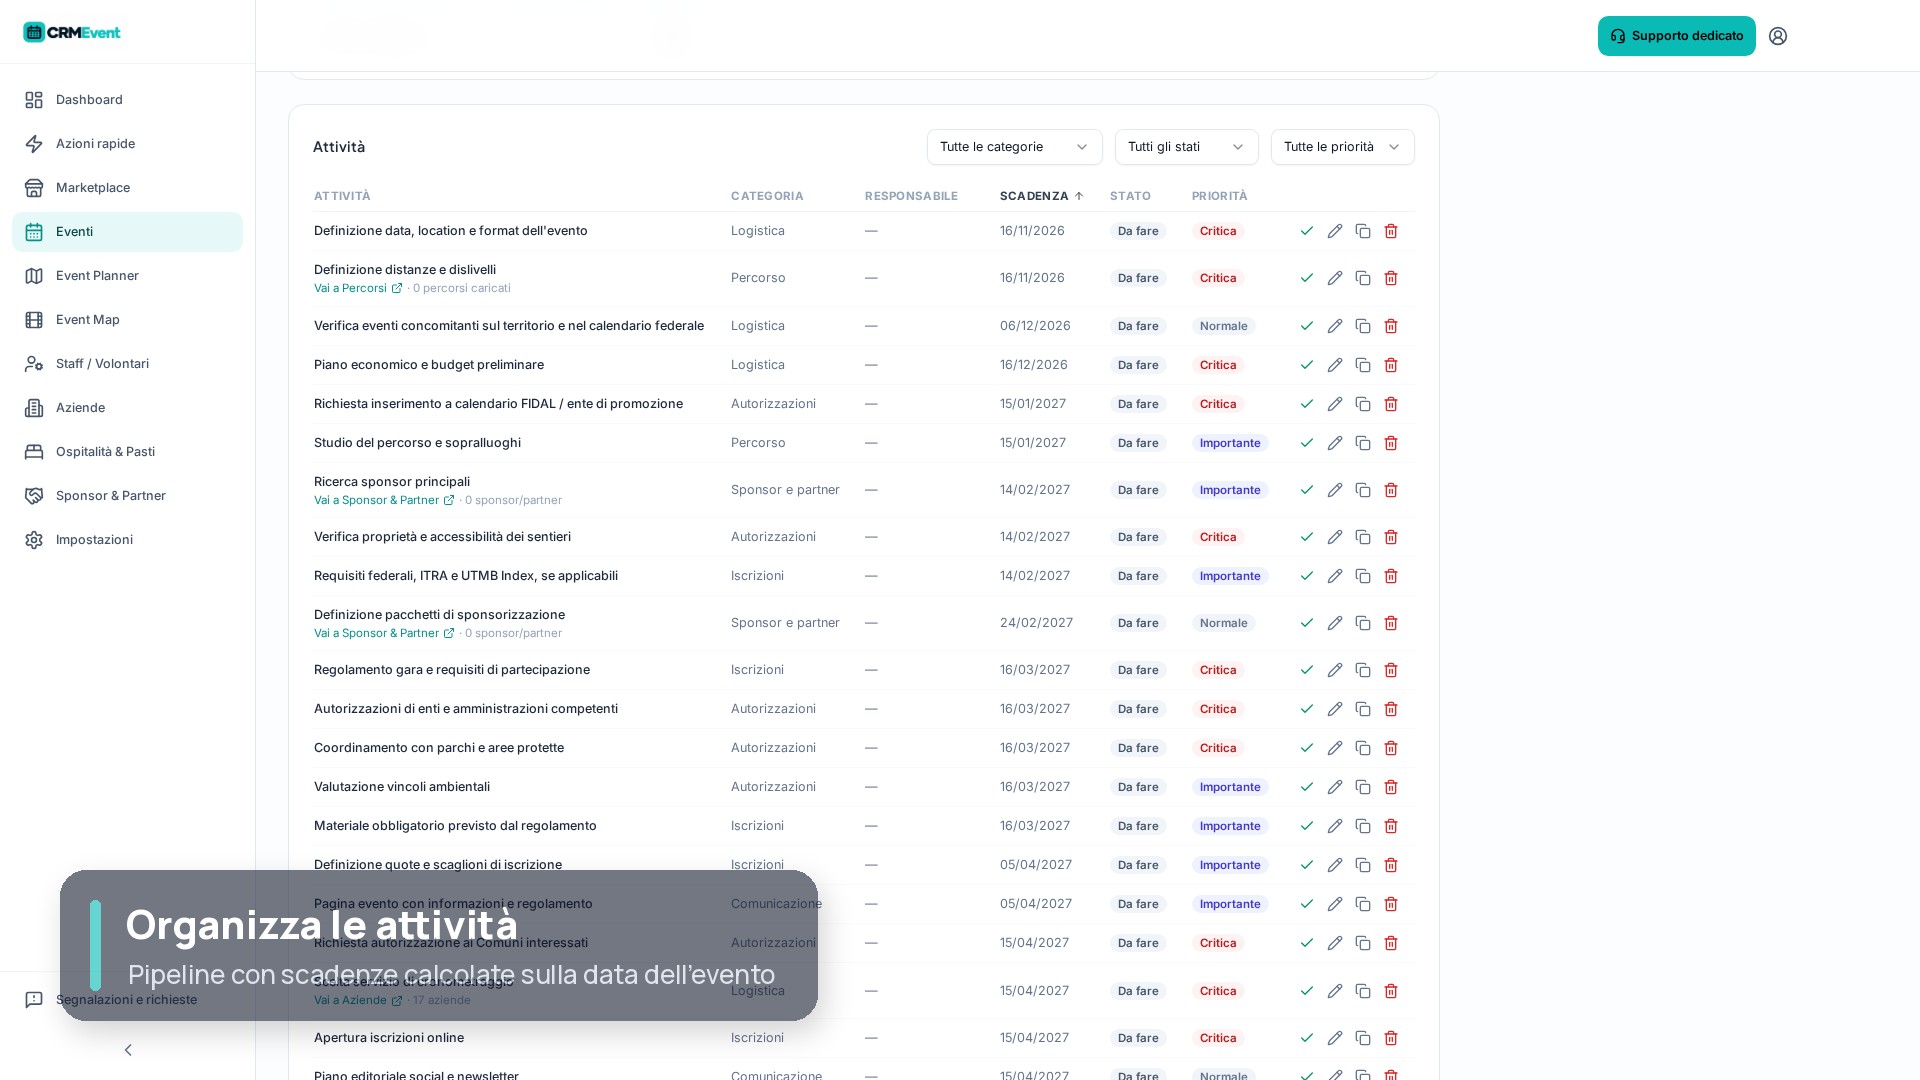 CRMEvent
Supporto dedicato
Dashboard
Azioni rapide
Marketplace
Eventi
Event Planner
Event Map
Staff / Volontari
Aziende
Ospitalità & Pasti
Sponsor & Partner
Impostazioni
Segnalazioni e richieste
Attività
Tutte le categorie
Tutti gli stati
Tutte le priorità
ATTIVITÀ CATEGORIA RESPONSABILE SCADENZA ↑ STATO PRIORITÀ
Definizione data, location e format dell'evento Logistica — 16/11/2026 Da fare Critica
Definizione distanze e dislivelli Percorso — 16/11/2026 Da fare Critica
Vai a Percorsi · 0 percorsi caricati
Verifica eventi concomitanti sul territorio e nel calendario federale Logistica — 06/12/2026 Da fare Normale
Piano economico e budget preliminare Logistica — 16/12/2026 Da fare Critica
Richiesta inserimento a calendario FIDAL / ente di promozione Autorizzazioni — 15/01/2027 Da fare Critica
Studio del percorso e sopralluoghi Percorso — 15/01/2027 Da fare Importante
Ricerca sponsor principali Sponsor e partner — 14/02/2027 Da fare Importante
Vai a Sponsor & Partner · 0 sponsor/partner
Verifica proprietà e accessibilità dei sentieri Autorizzazioni — 14/02/2027 Da fare Critica
Requisiti federali, ITRA e UTMB Index, se applicabili Iscrizioni — 14/02/2027 Da fare Importante
Definizione pacchetti di sponsorizzazione Sponsor e partner — 24/02/2027 Da fare Normale
Vai a Sponsor & Partner · 0 sponsor/partner
Regolamento gara e requisiti di partecipazione Iscrizioni — 16/03/2027 Da fare Critica
Autorizzazioni di enti e amministrazioni competenti Autorizzazioni — 16/03/2027 Da fare Critica
Coordinamento con parchi e aree protette Autorizzazioni — 16/03/2027 Da fare Critica
Valutazione vincoli ambientali Autorizzazioni — 16/03/2027 Da fare Importante
Materiale obbligatorio previsto dal regolamento Iscrizioni — 16/03/2027 Da fare Importante
Definizione quote e scaglioni di iscrizione Iscrizioni — 05/04/2027 Da fare Importante
Pagina evento con informazioni e regolamento Comunicazione — 05/04/2027 Da fare Importante
Richiesta autorizzazione ai Comuni interessati Autorizzazioni — 15/04/2027 Da fare Critica
Scelta servizio di cronometraggio Logistica — 15/04/2027 Da fare Critica
Vai a Aziende · 17 aziende
Apertura iscrizioni online Iscrizioni — 15/04/2027 Da fare Critica
Piano editoriale social e newsletter Comunicazione — 15/04/2027 Da fare Normale
Organizza le attività
Pipeline con scadenze calcolate sulla data dell'evento